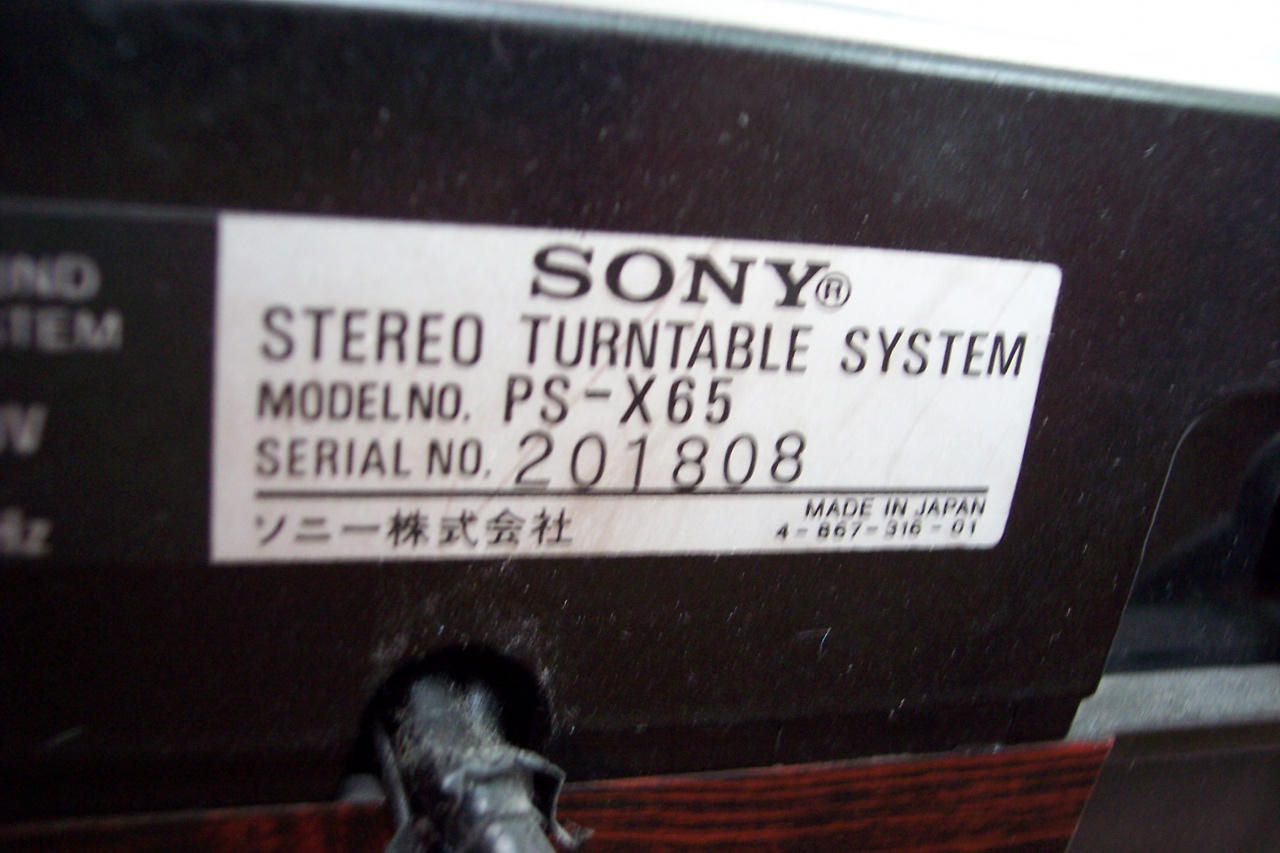 SONY®
STEREO TURNTABLE SYSTEM
MODEL NO. PS-X65
SERIAL NO. 201808
ソニー株式会社
MADE IN JAPAN
4-867-316-01